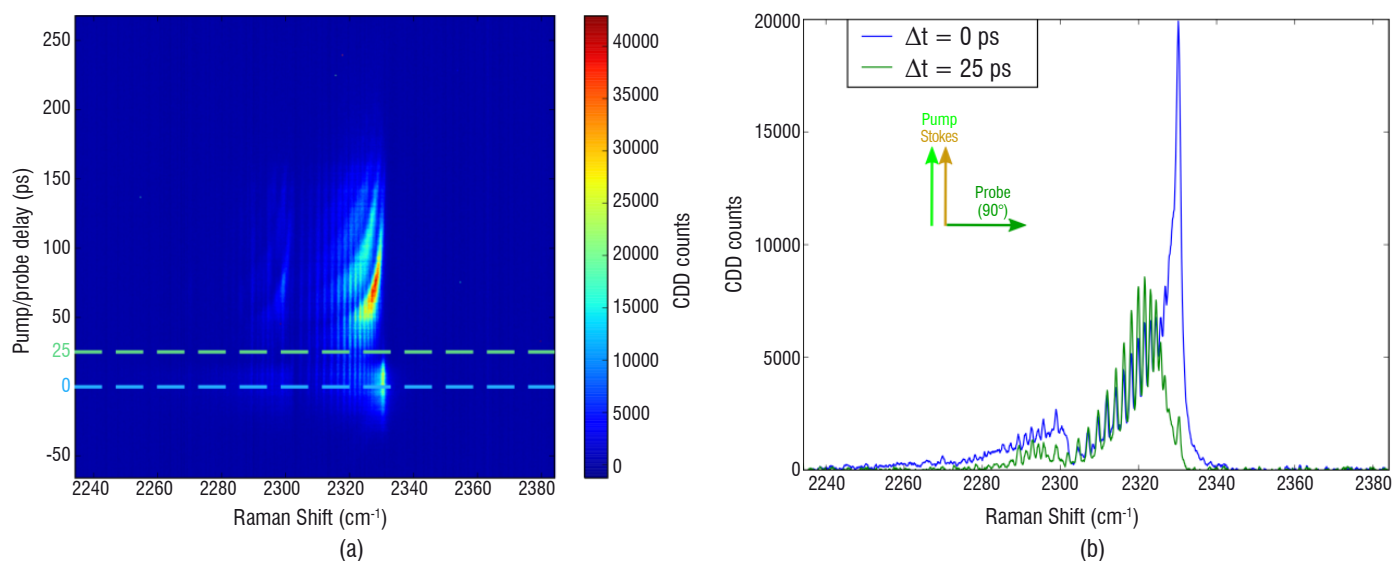 250
200
150
100
50
25
0
-50
Pump/probe delay (ps)
2240 2260 2280 2300 2320 2340 2360 2380
Raman Shift (cm⁻¹)
(a)
40000
35000
30000
25000
20000
15000
10000
5000
0
CDD counts
20000
15000
10000
5000
0
CDD counts
Δt = 0 ps
Δt = 25 ps
Pump
Stokes
Probe
(90°)
2240 2260 2280 2300 2320 2340 2360 2380
Raman Shift (cm⁻¹)
(b)